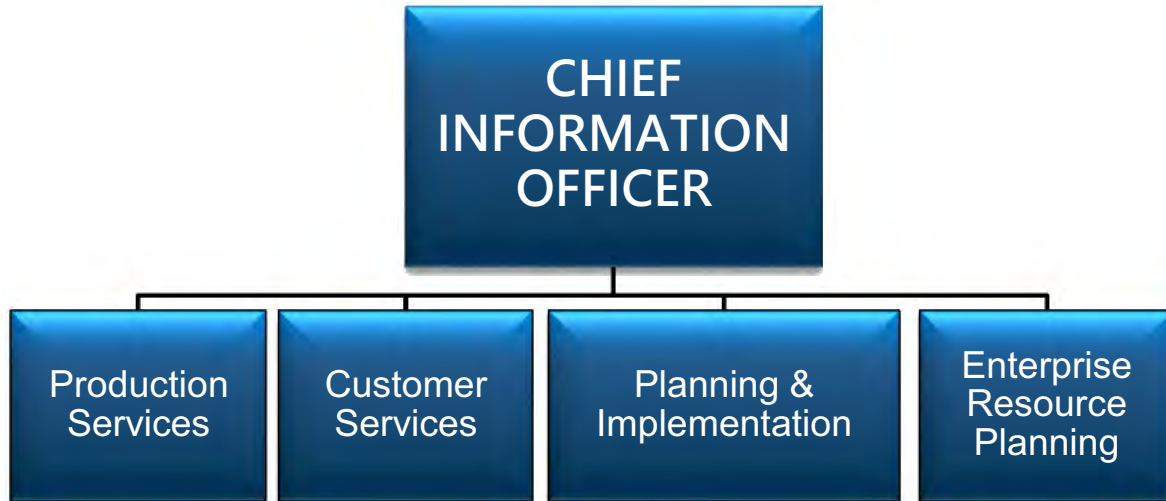 CHIEF
INFORMATION
OFFICER
Production
Services
Customer
Services
Planning &
Implementation
Enterprise
Resource
Planning